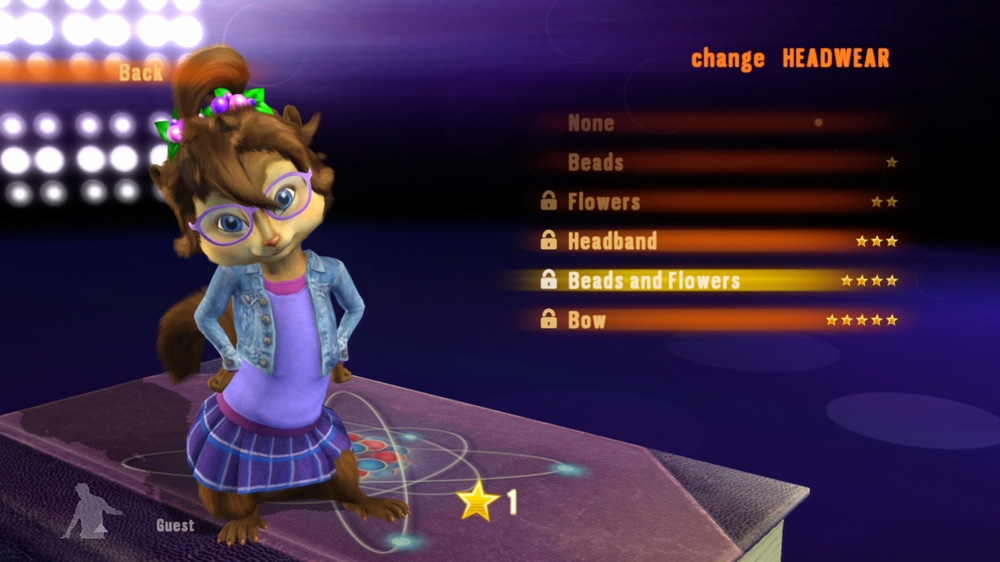 Back
change HEADWEAR
None
Beads
Flowers
Headband
Beads and Flowers
Bow
1
Guest